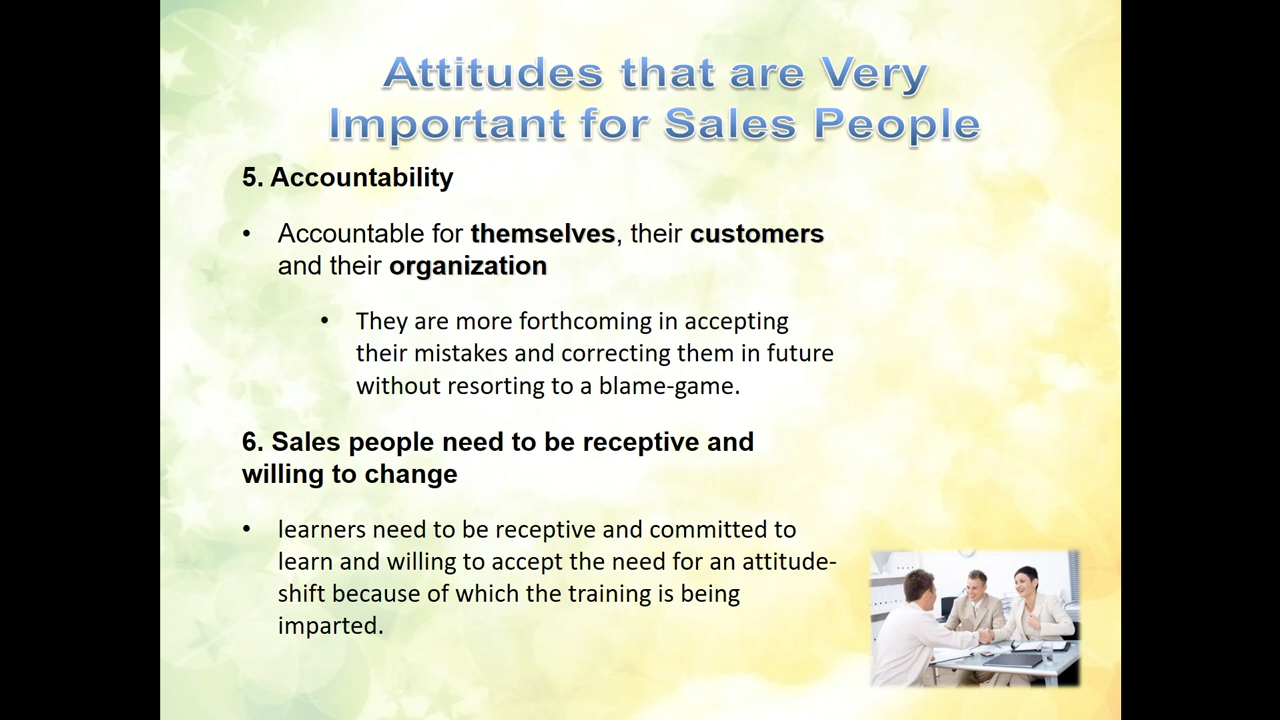 Attitudes that are Very
Important for Sales People
5. Accountability
• Accountable for themselves, their customers
and their organization
• They are more forthcoming in accepting
their mistakes and correcting them in future
without resorting to a blame-game.
6. Sales people need to be receptive and
willing to change
• learners need to be receptive and committed to
learn and willing to accept the need for an attitude-
shift because of which the training is being
imparted.